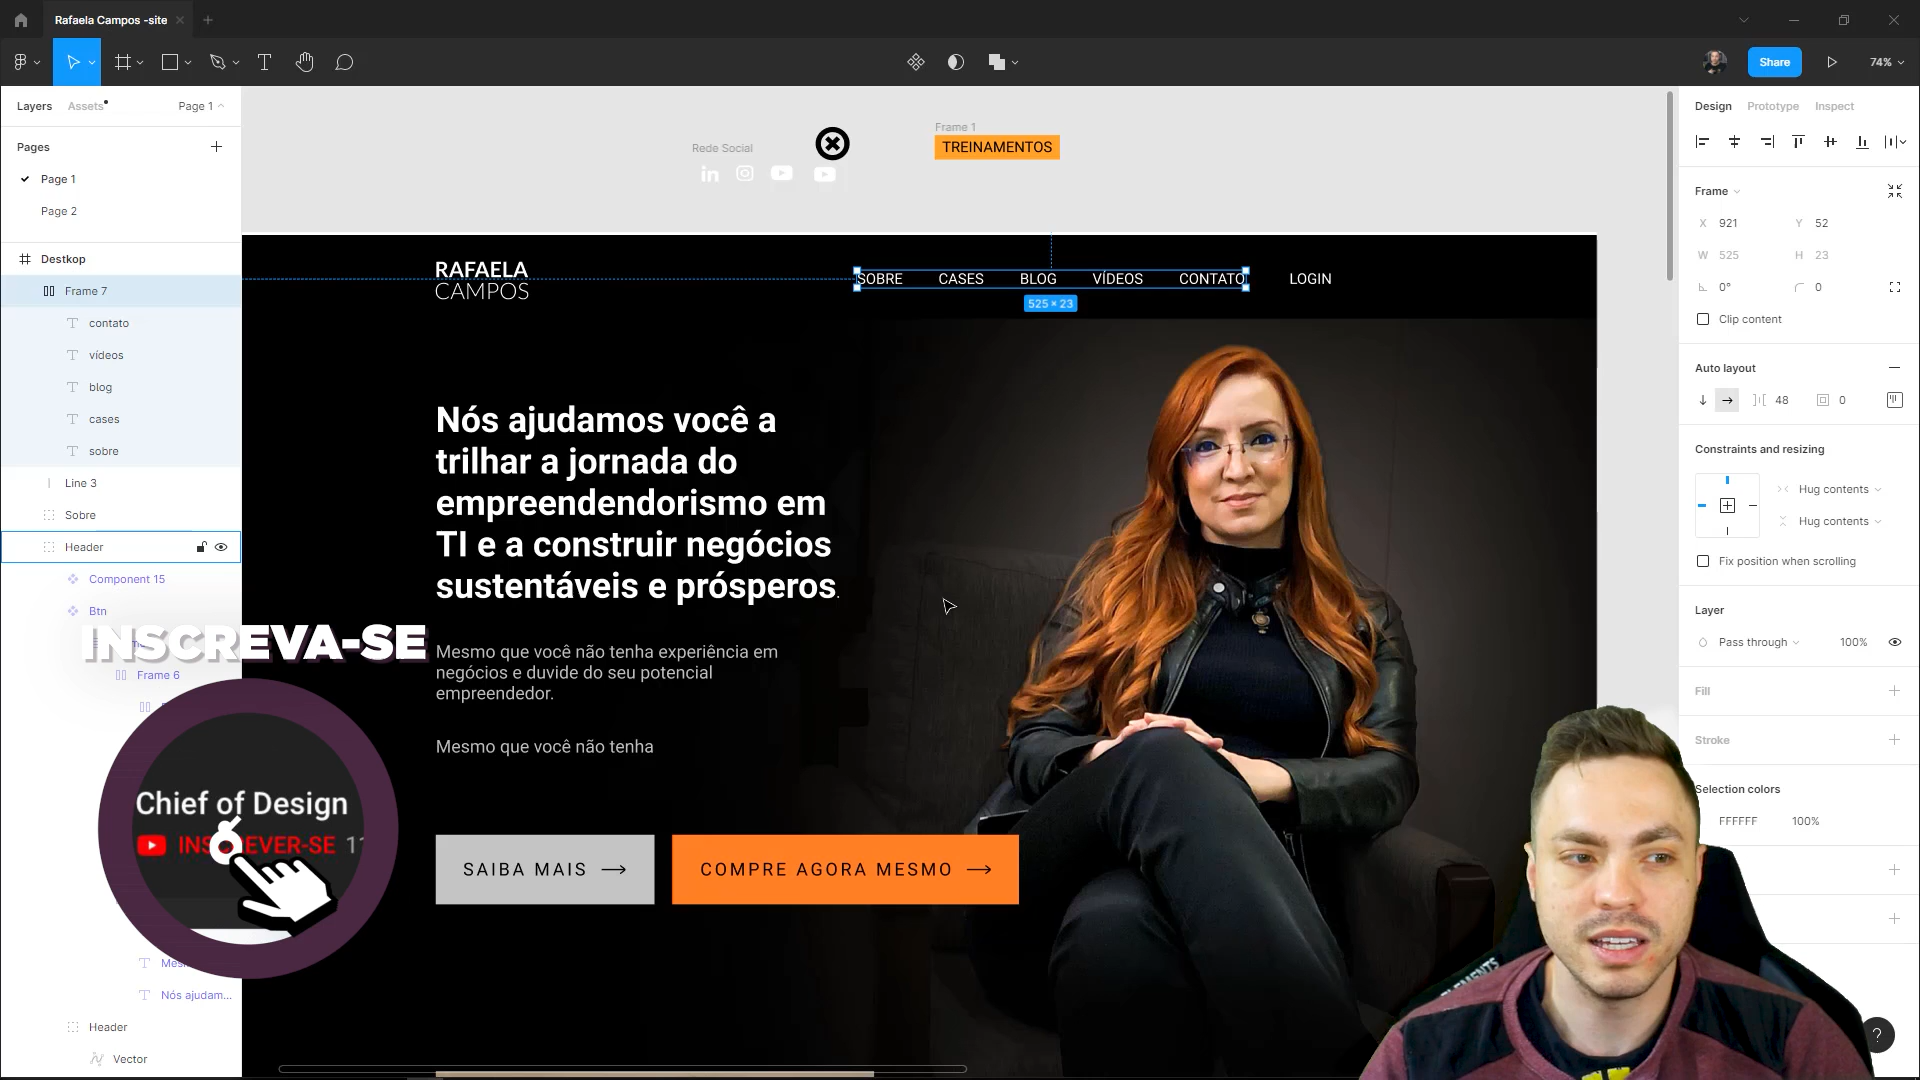 Rafaela Campos -site
Share
74%
Layers
Assets
Page 1
Pages
Page 1
Page 2
Destkop
Frame 7
contato
vídeos
blog
cases
sobre
Line 3
Sobre
Header
Component 15
Btn
Frame 6
Nós ajudam...
Header
Vector
INSCREVA-SE
Chief of Design
Rede Social
Frame 1
TREINAMENTOS
RAFAELA
CAMPOS
SOBRE CASES BLOG VÍDEOS CONTATO LOGIN
525 × 23
Nós ajudamos você a
trilhar a jornada do
empreendendorismo em
TI e a construir negócios
sustentáveis e prósperos.
Mesmo que você não tenha experiência em
negócios e duvide do seu potencial
empreendedor.
Mesmo que você não tenha
SAIBA MAIS
COMPRE AGORA MESMO
ELEMENTS
Design
Prototype
Inspect
Frame
X 921
Y 52
W 525
H 23
0°
0
Clip content
Auto layout
48
0
Constraints and resizing
Hug contents
Hug contents
Fix position when scrolling
Layer
Pass through
100%
Fill
Stroke
Selection colors
FFFFFF
100%
?